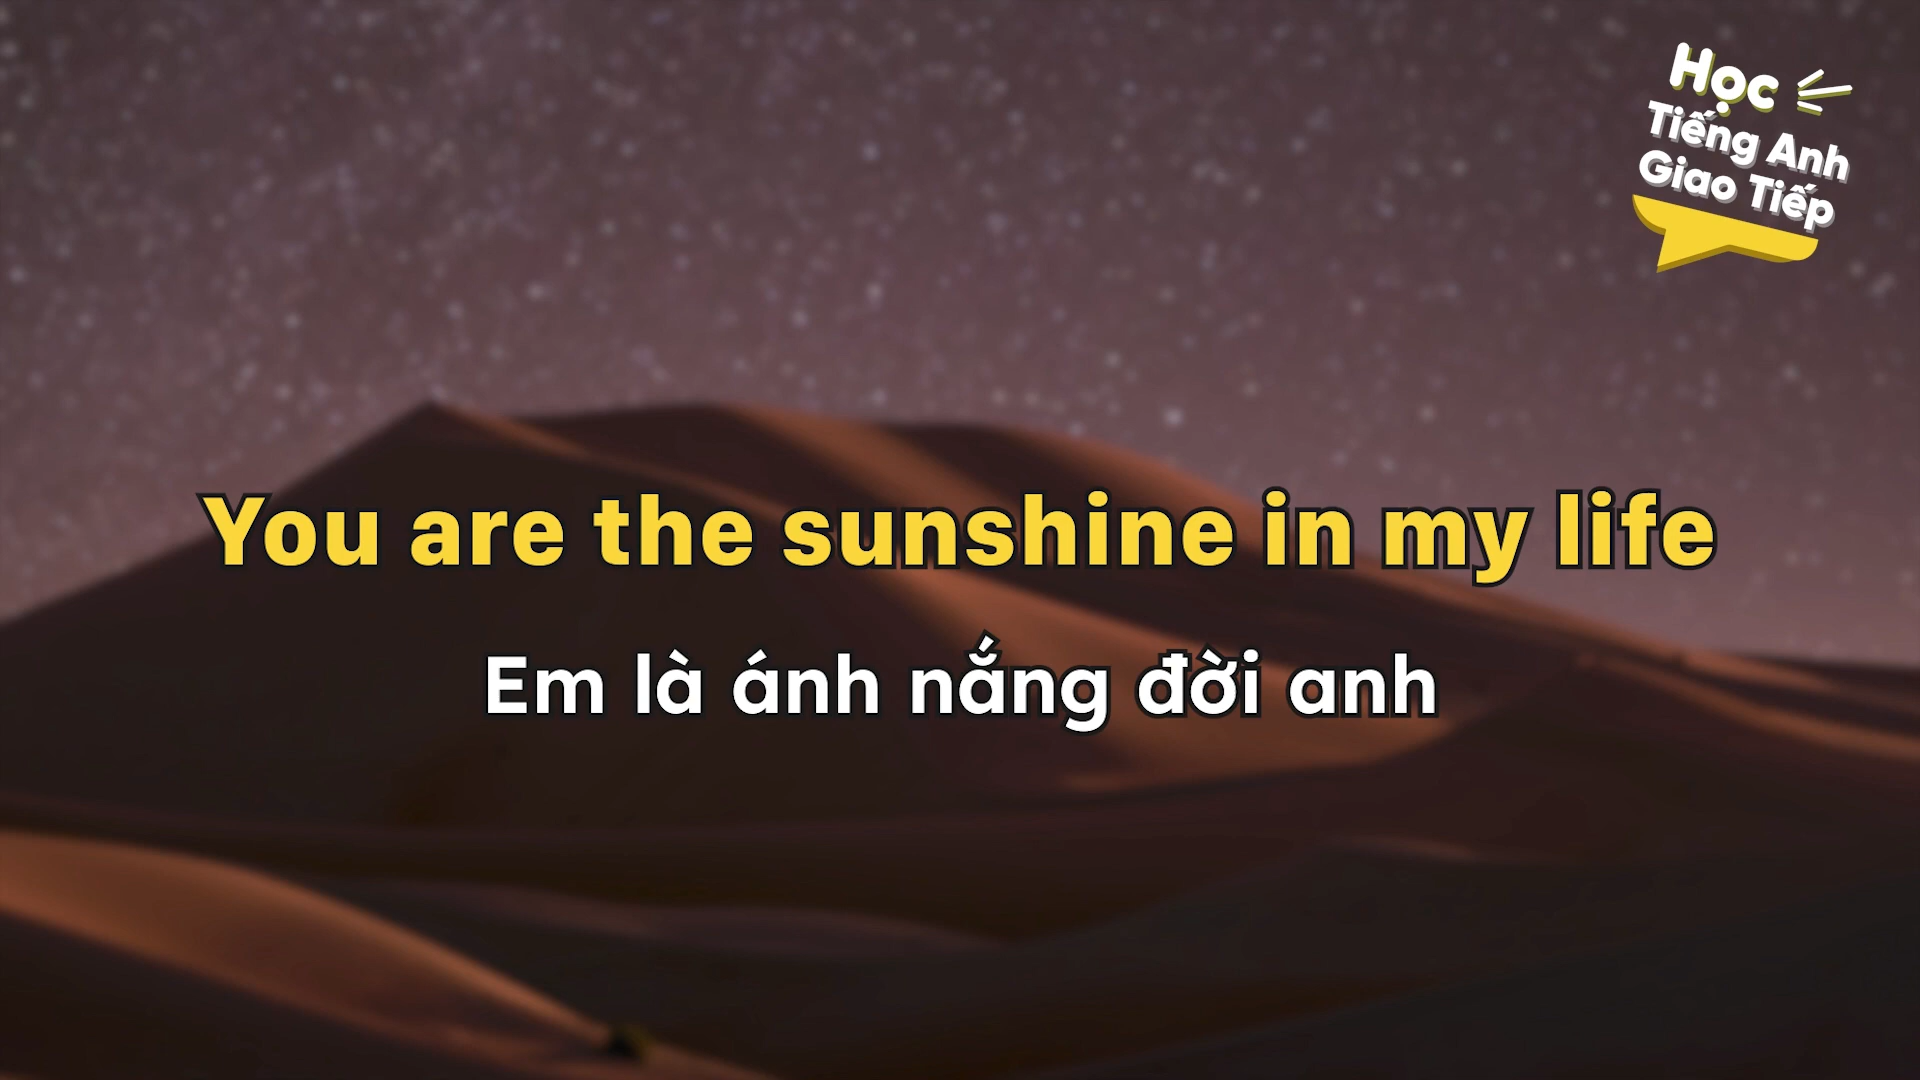 Học
Tiếng Anh
Giao Tiếp
You are the sunshine in my life
Em là ánh nắng đời anh